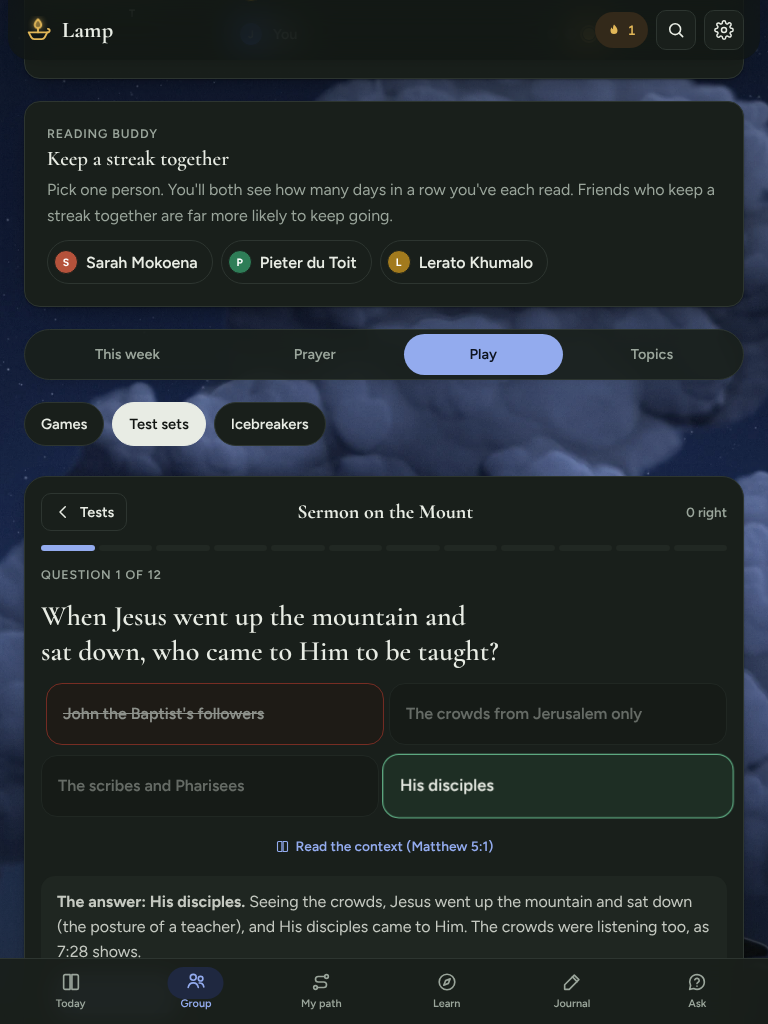 Lamp
You
1
READING BUDDY
Keep a streak together
Pick one person. You'll both see how many days in a row you've each read. Friends who keep a
streak together are far more likely to keep going.
S Sarah Mokoena P Pieter du Toit L Lerato Khumalo
This week Prayer Play Topics
Games Test sets Icebreakers
Tests Sermon on the Mount 0 right
QUESTION 1 OF 12
When Jesus went up the mountain and
sat down, who came to Him to be taught?
John the Baptist's followers The crowds from Jerusalem only
The scribes and Pharisees His disciples
Read the context (Matthew 5:1)
The answer: His disciples. Seeing the crowds, Jesus went up the mountain and sat down
(the posture of a teacher), and His disciples came to Him. The crowds were listening too, as
7:28 shows.
Today Group My path Learn Journal Ask